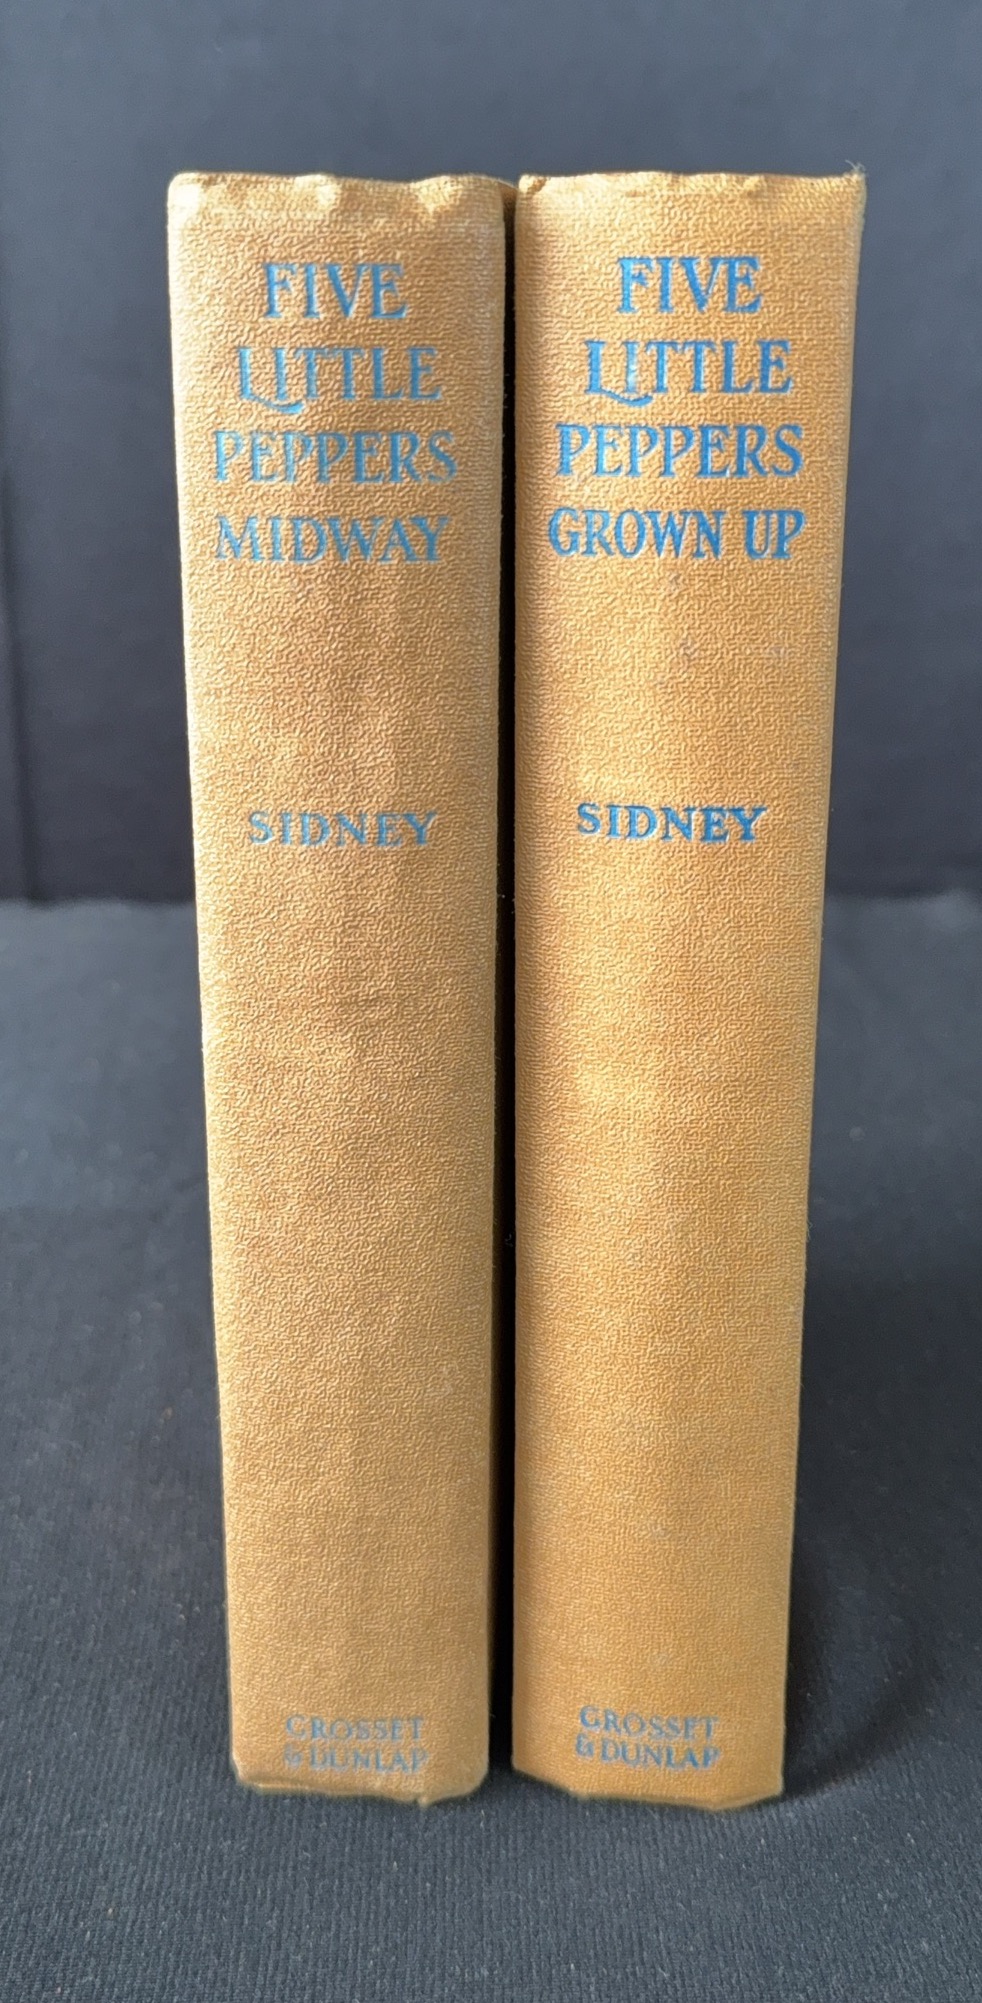 FIVE
LITTLE
PEPPERS
MIDWAY
SIDNEY
GROSSET
& DUNLAP
FIVE
LITTLE
PEPPERS
GROWN UP
SIDNEY
GROSSET
& DUNLAP